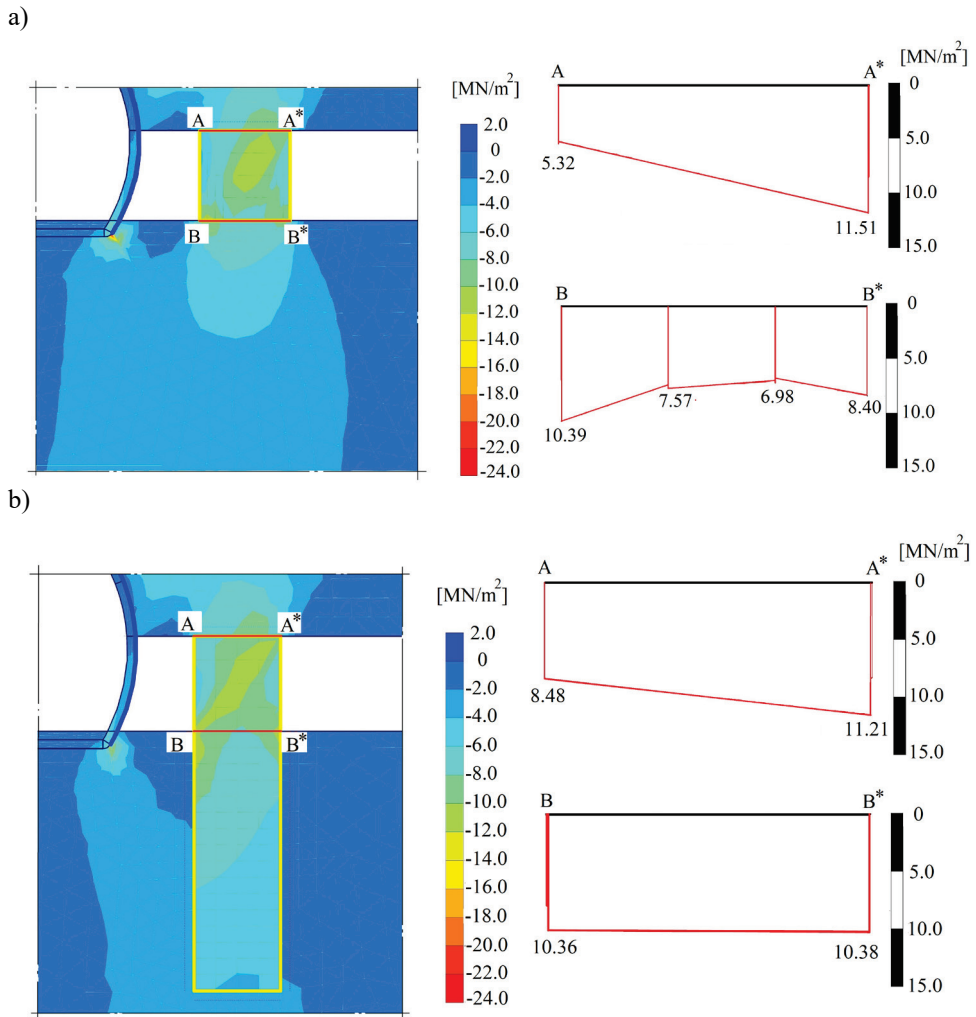 a)
[MN/m²]
2.0
0
-2.0
-4.0
-6.0
-8.0
-10.0
-12.0
-14.0
-16.0
-18.0
-20.0
-22.0
-24.0
A
A*
B
B*
A
A*
[MN/m²]
0
5.0
10.0
15.0
5.32
11.51
B
B*
0
5.0
10.0
15.0
10.39
7.57
6.98
8.40
b)
[MN/m²]
2.0
0
-2.0
-4.0
-6.0
-8.0
-10.0
-12.0
-14.0
-16.0
-18.0
-20.0
-22.0
-24.0
A
A*
B
B*
A
A*
[MN/m²]
0
5.0
10.0
15.0
8.48
11.21
B
B*
0
5.0
10.0
15.0
10.36
10.38